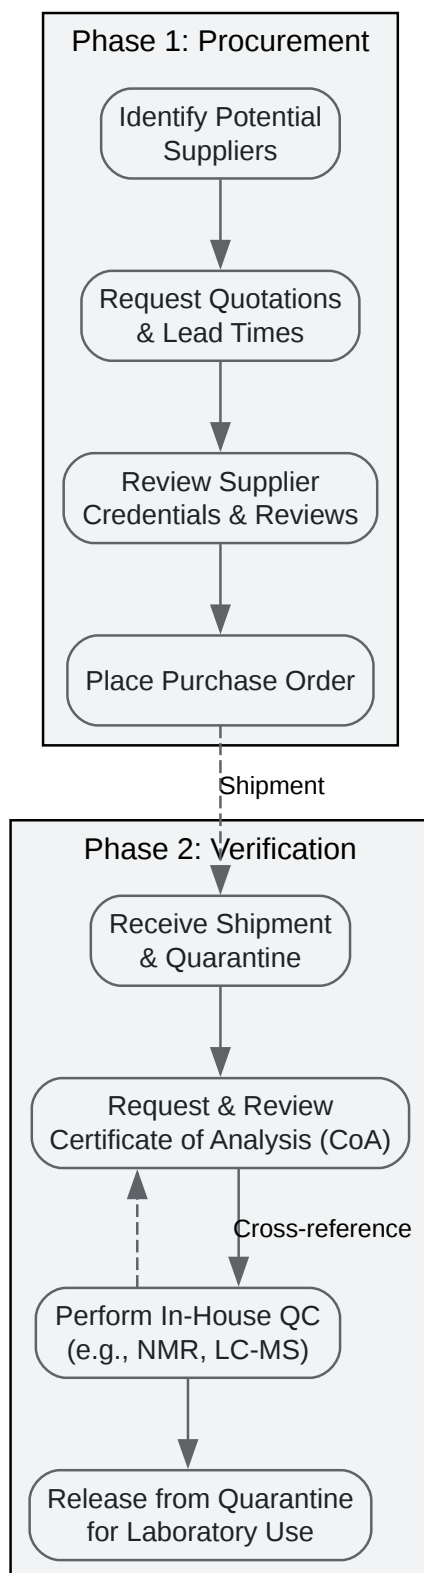 Phase 1: Procurement
Identify Potential
Suppliers
Request Quotations
& Lead Times
Review Supplier
Credentials & Reviews
Place Purchase Order
Shipment
Phase 2: Verification
Receive Shipment
& Quarantine
Request & Review
Certificate of Analysis (CoA)
Cross-reference
Perform In-House QC
(e.g., NMR, LC-MS)
Release from Quarantine
for Laboratory Use